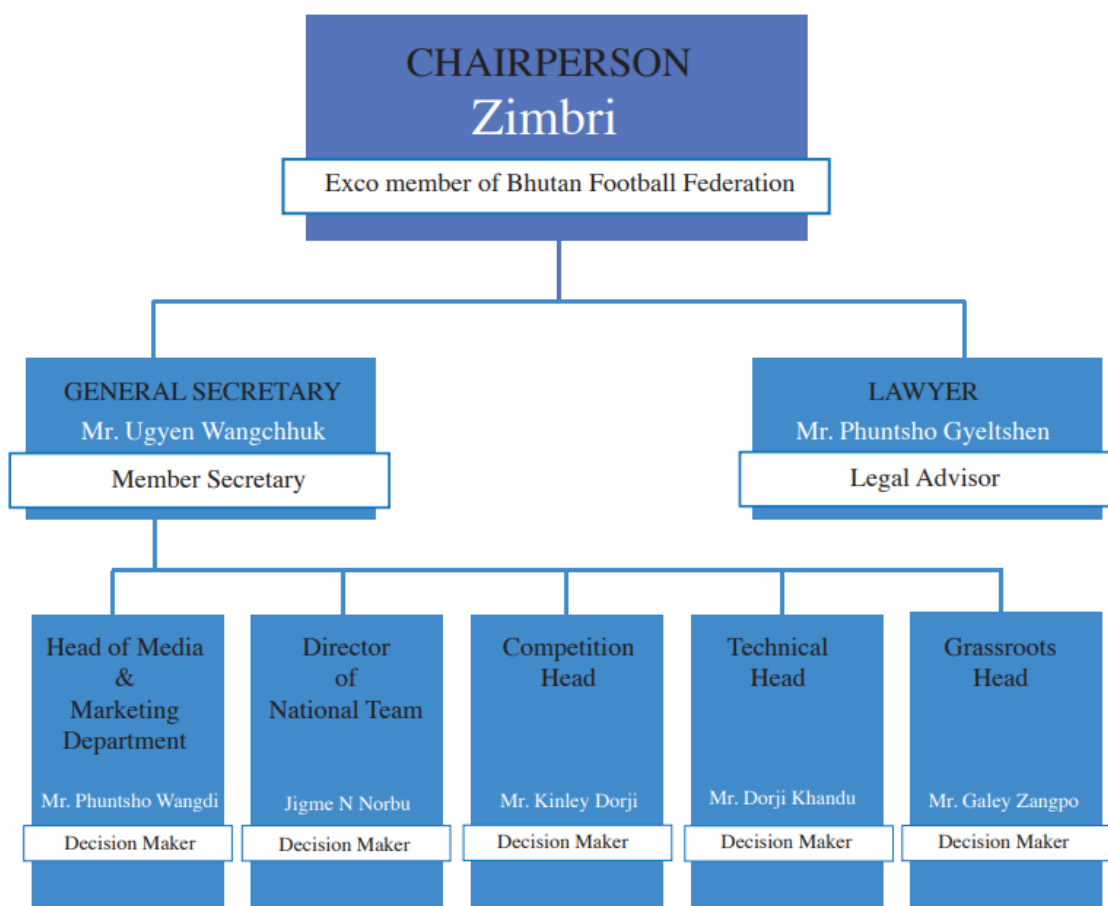 CHAIRPERSON
Zimbri
Exco member of Bhutan Football Federation
GENERAL SECRETARY
Mr. Ugyen Wangchhuk
Member Secretary
LAWYER
Mr. Phuntsho Gyeltshen
Legal Advisor
Head of Media
&
Marketing
Department
Mr. Phuntsho Wangdi
Decision Maker
Director
of
National Team
Jigme N Norbu
Decision Maker
Competition
Head
Mr. Kinley Dorji
Decision Maker
Technical
Head
Mr. Dorji Khandu
Decision Maker
Grassroots
Head
Mr. Galey Zangpo
Decision Maker